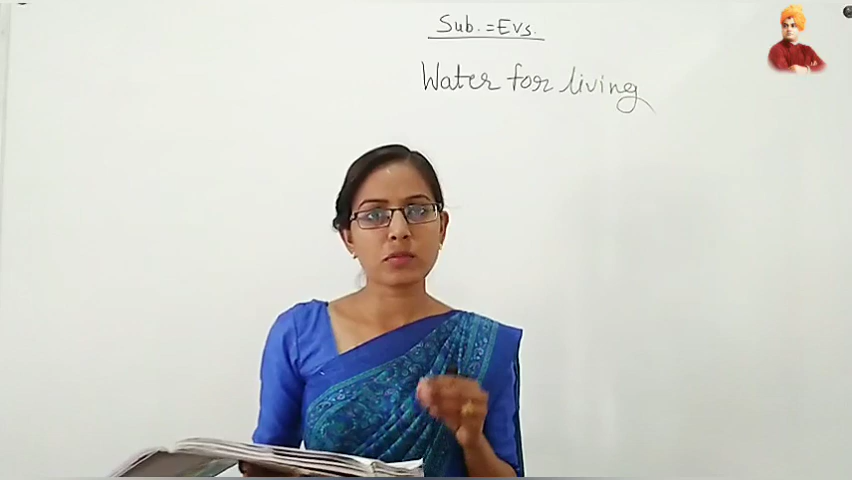 Sub. = Evs.
Water for living